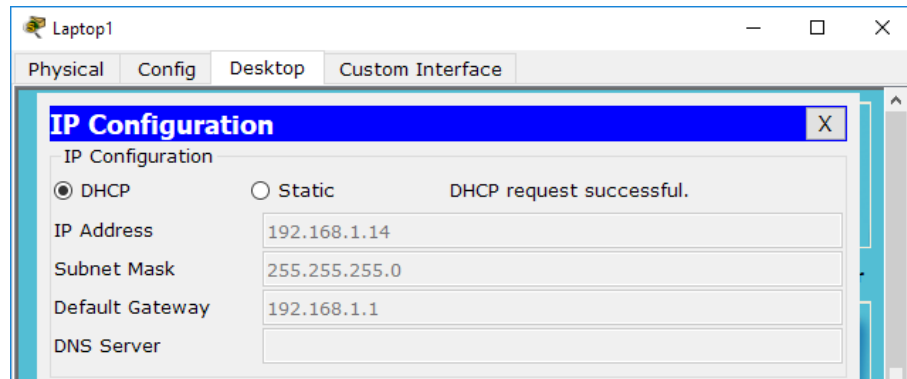 Laptop1
Physical Config Desktop Custom Interface
IP Configuration X
IP Configuration
DHCP Static DHCP request successful.
IP Address 192.168.1.14
Subnet Mask 255.255.255.0
Default Gateway 192.168.1.1
DNS Server